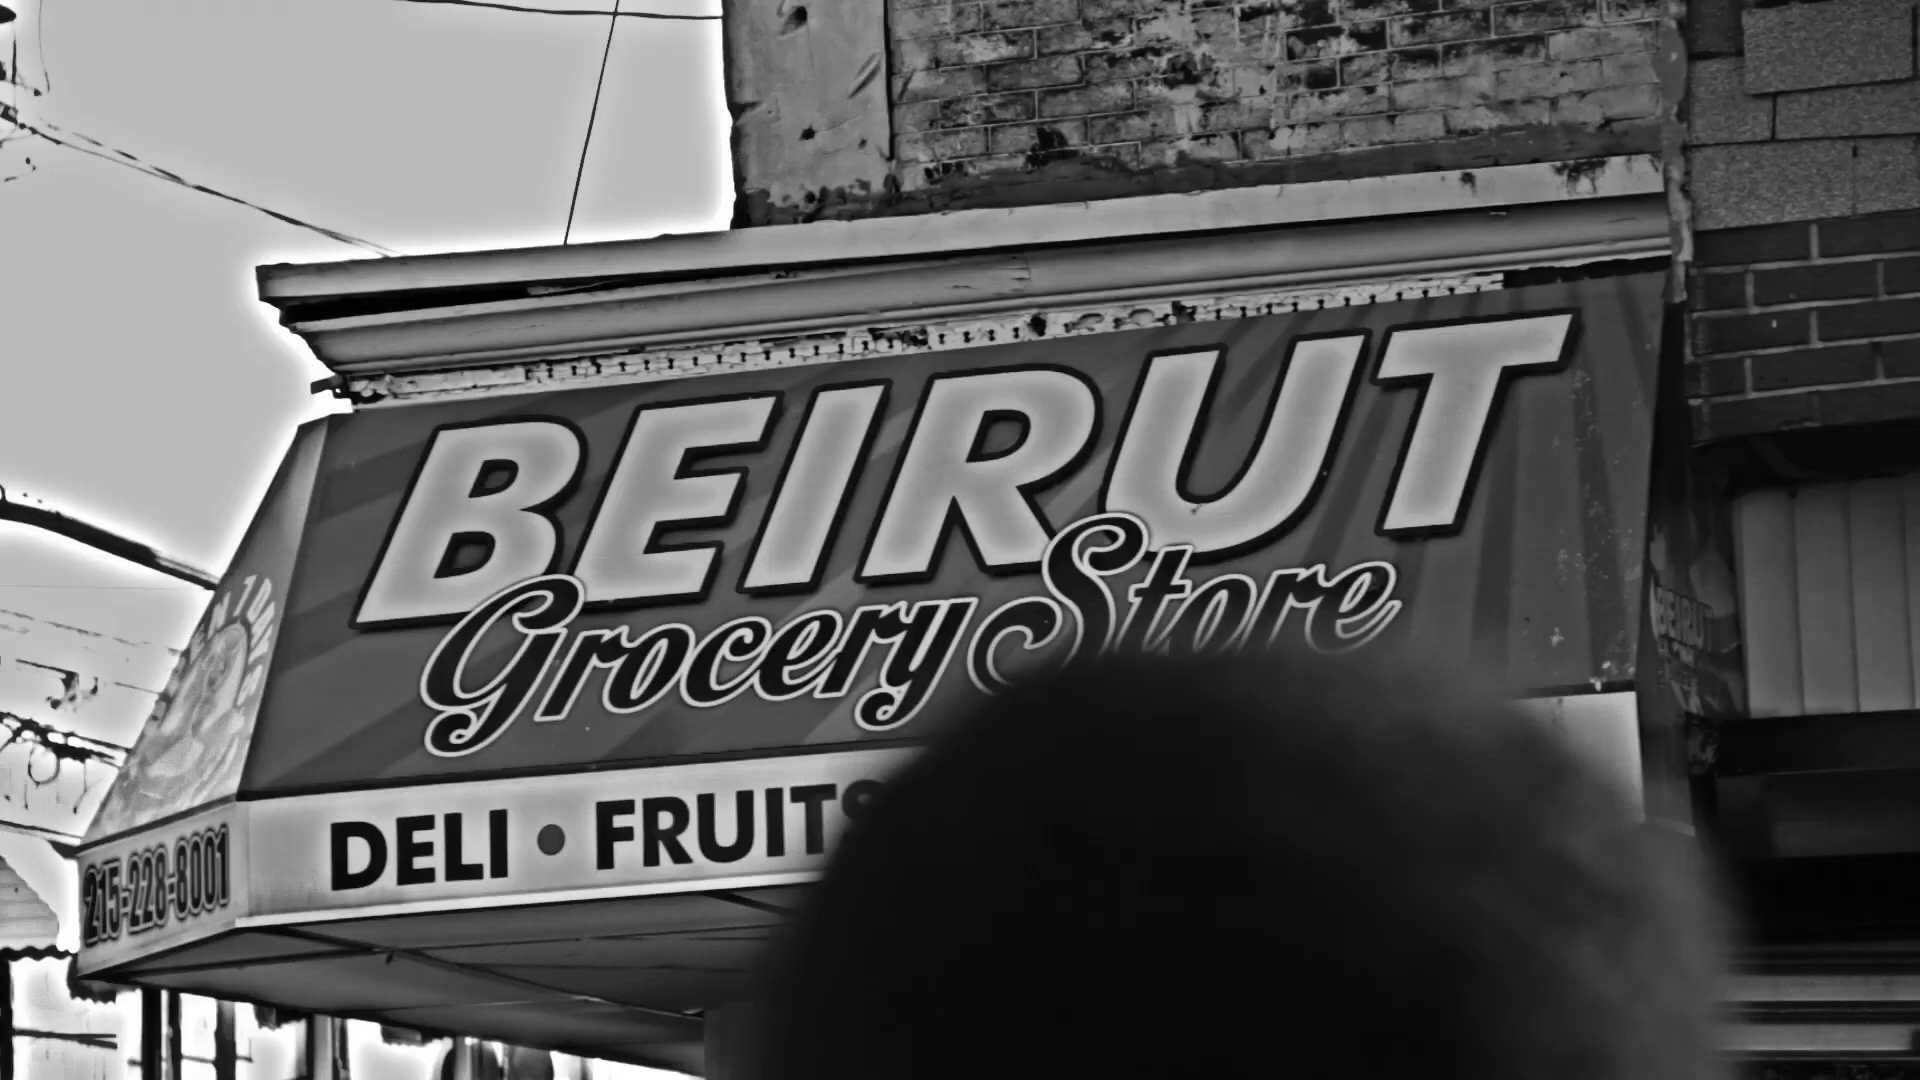 BEIRUT
Grocery Store
DELI • FRUITS
215-228-8001